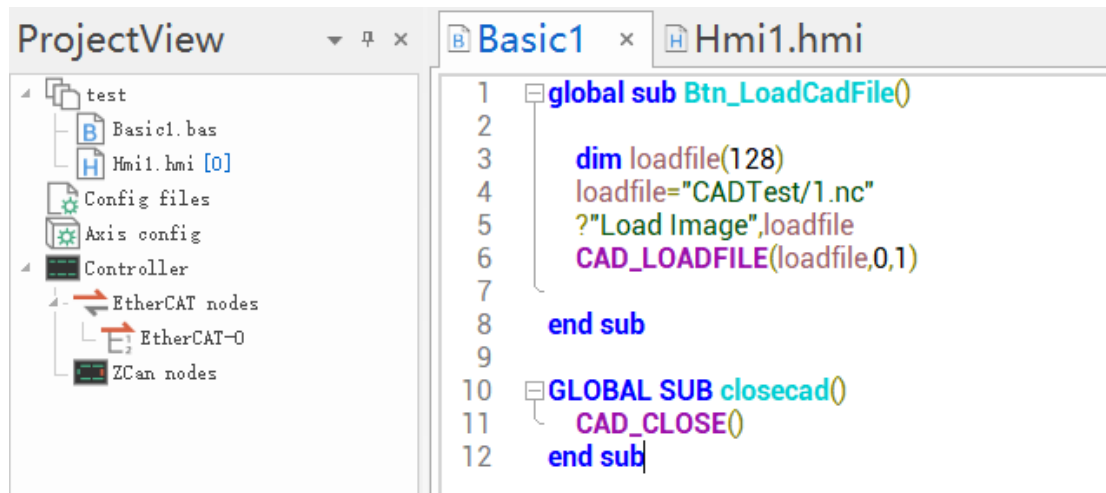 ProjectView
test
Basic1.bas
Hmi1.hmi [0]
Config files
Axis config
Controller
EtherCAT nodes
EtherCAT-0
ZCan nodes
Basic1 × Hmi1.hmi
1 global sub Btn_LoadCadFile()
2
3 dim loadfile(128)
4 loadfile="CADTest/1.nc"
5 ?"Load Image",loadfile
6 CAD_LOADFILE(loadfile,0,1)
7
8 end sub
9
10 GLOBAL SUB closecad()
11 CAD_CLOSE()
12 end sub